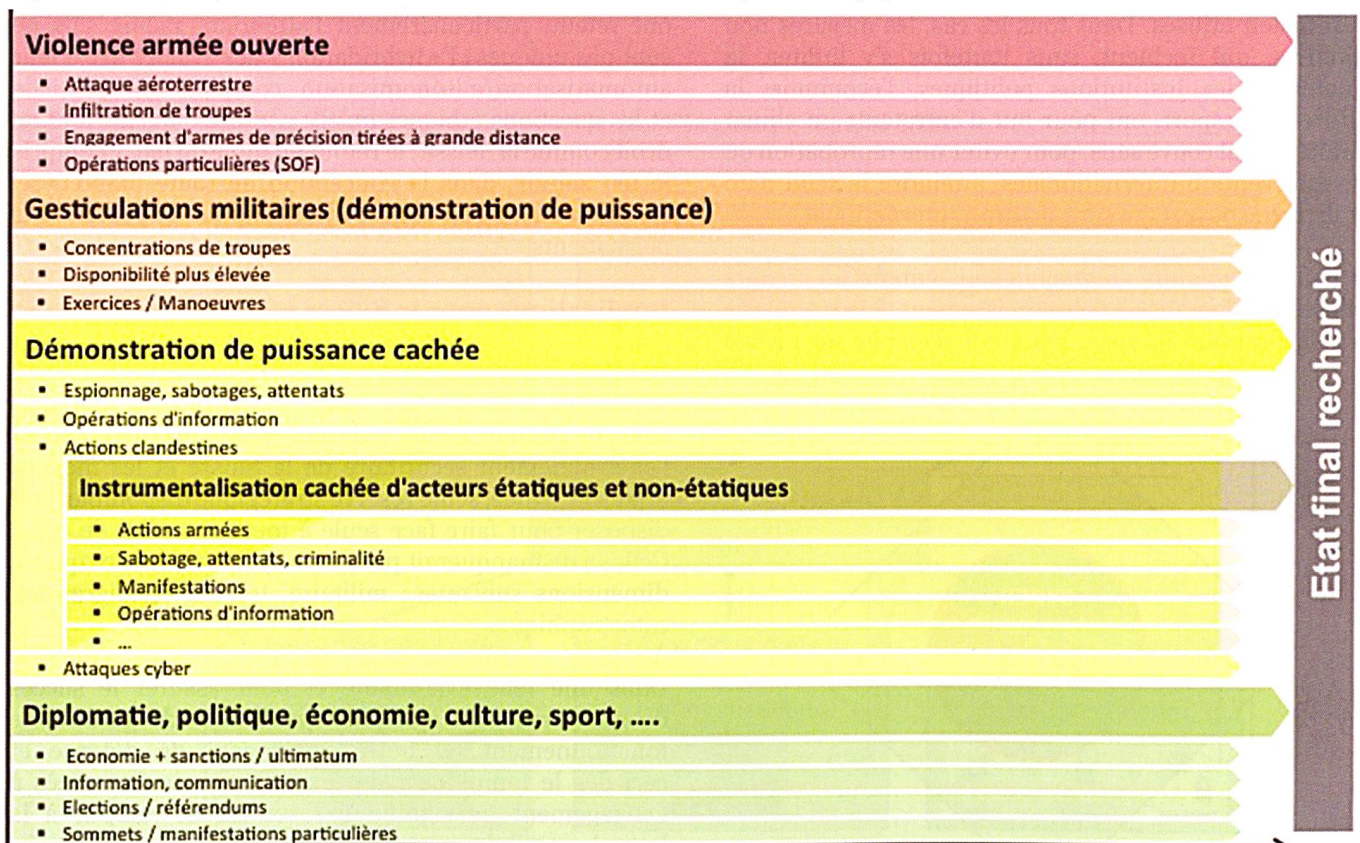 Violence armée ouverte
▪ Attaque aéroterrestre
▪ Infiltration de troupes
▪ Engagement d'armes de précision tirées à grande distance
▪ Opérations particulières (SOF)
Gesticulations militaires (démonstration de puissance)
▪ Concentrations de troupes
▪ Disponibilité plus élevée
▪ Exercices / Manoeuvres
Démonstration de puissance cachée
▪ Espionnage, sabotages, attentats
▪ Opérations d'information
▪ Actions clandestines
Instrumentalisation cachée d'acteurs étatiques et non-étatiques
▪ Actions armées
▪ Sabotage, attentats, criminalité
▪ Manifestations
▪ Opérations d'information
▪ ...
▪ Attaques cyber
Diplomatie, politique, économie, culture, sport, ....
▪ Economie + sanctions / ultimatum
▪ Information, communication
▪ Elections / référendums
▪ Sommets / manifestations particulières
Etat final recherché